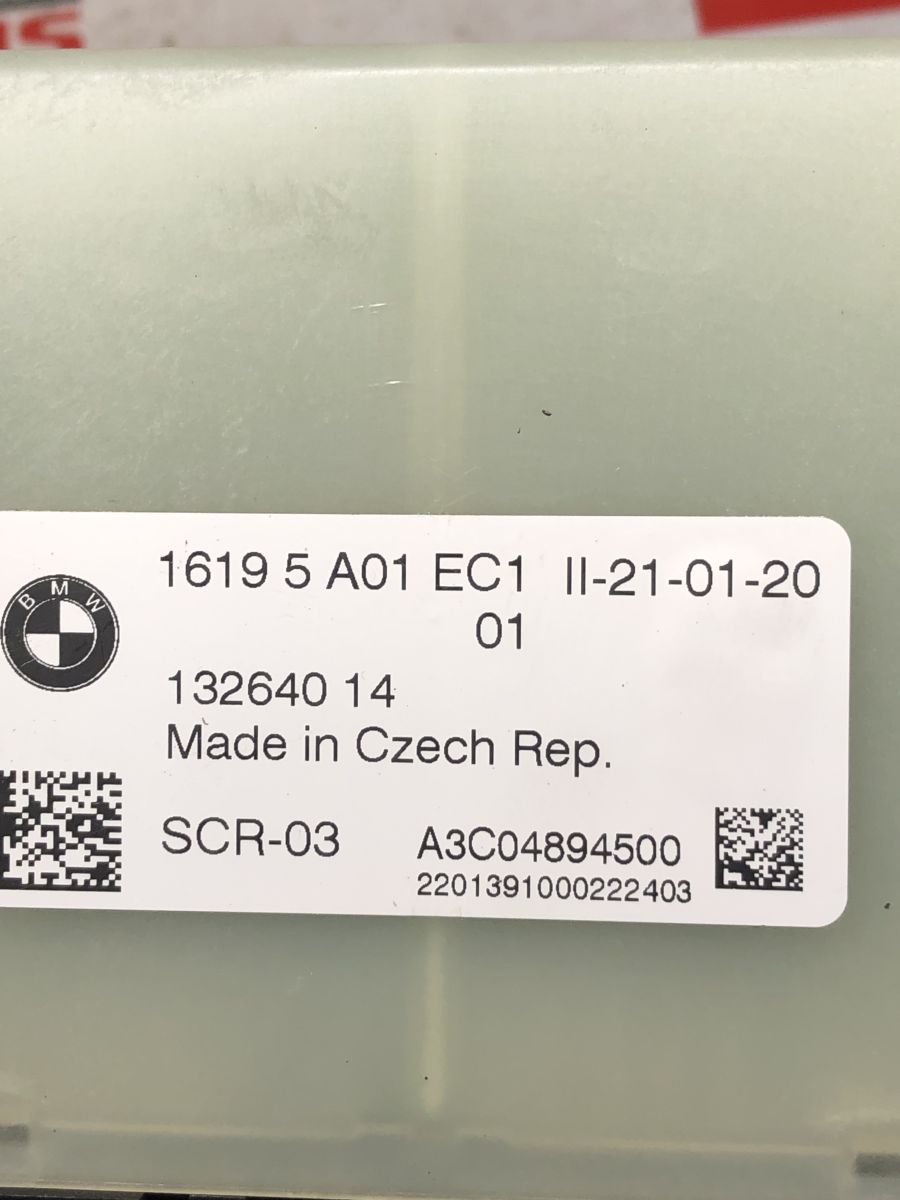 BMW
1619 5 A01 EC1 II-21-01-20
01
132640 14
Made in Czech Rep.
SCR-03 A3C04894500
2201391000222403